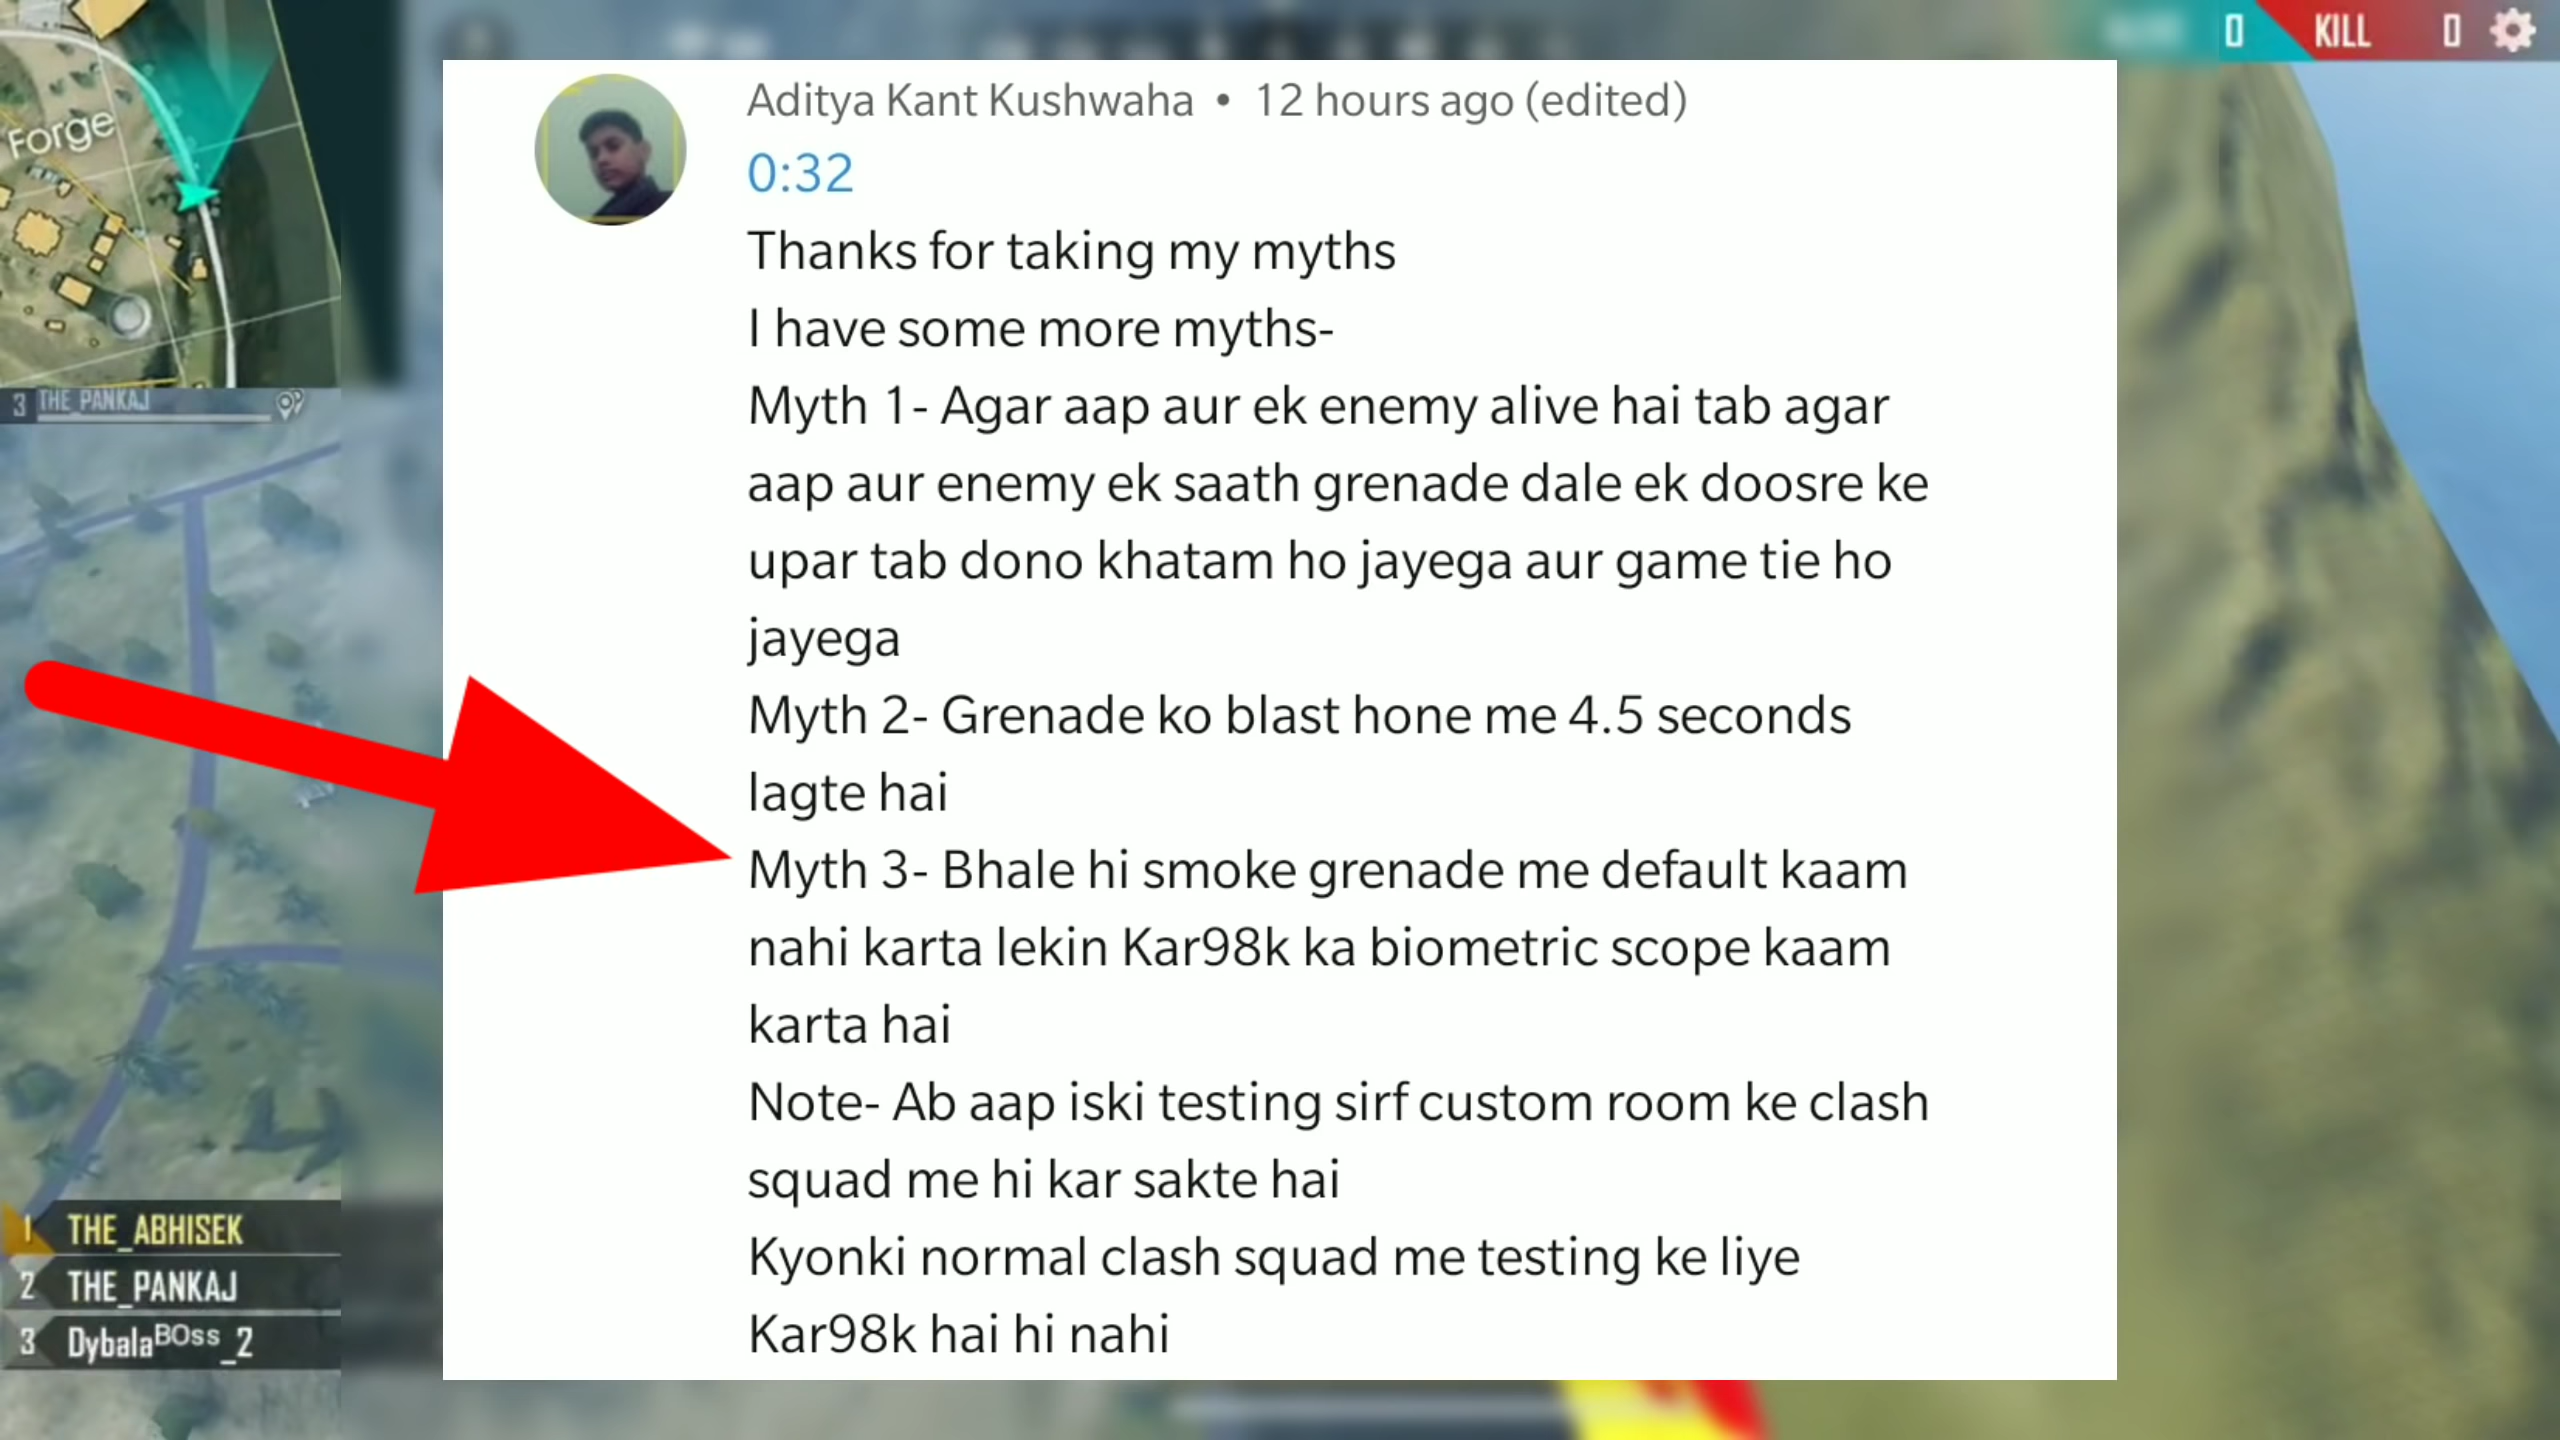 0 KILL 0
Forge
3 THE_PANKAJ
Aditya Kant Kushwaha • 12 hours ago (edited)
0:32
Thanks for taking my myths
I have some more myths-
Myth 1- Agar aap aur ek enemy alive hai tab agar
aap aur enemy ek saath grenade dale ek doosre ke
upar tab dono khatam ho jayega aur game tie ho
jayega
Myth 2- Grenade ko blast hone me 4.5 seconds
lagte hai
Myth 3- Bhale hi smoke grenade me default kaam
nahi karta lekin Kar98k ka biometric scope kaam
karta hai
Note- Ab aap iski testing sirf custom room ke clash
squad me hi kar sakte hai
Kyonki normal clash squad me testing ke liye
Kar98k hai hi nahi
1 THE_ABHISEK
2 THE_PANKAJ
3 Dybalaᴮᴼˢˢ_2